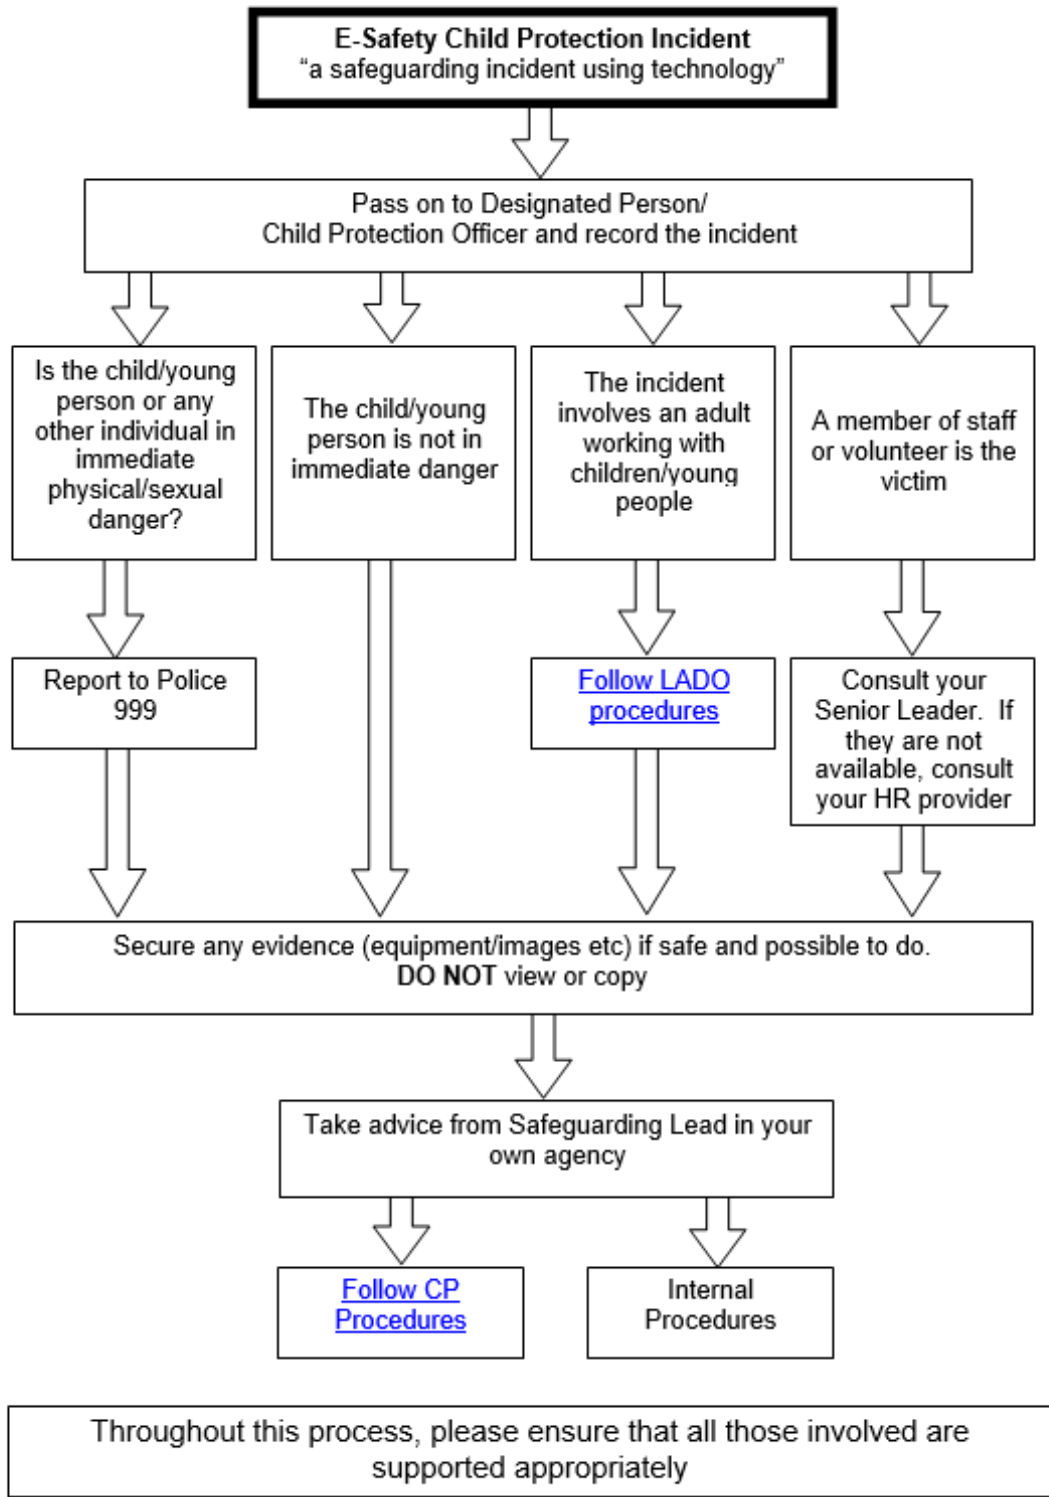 E-Safety Child Protection Incident
“a safeguarding incident using technology”
Pass on to Designated Person/
Child Protection Officer and record the incident
Is the child/young
person or any
other individual in
immediate
physical/sexual
danger?
The child/young
person is not in
immediate danger
The incident
involves an adult
working with
children/young
people
A member of staff
or volunteer is the
victim
Report to Police
999
Follow LADO
procedures
Consult your
Senior Leader.  If
they are not
available, consult
your HR provider
Secure any evidence (equipment/images etc) if safe and possible to do.
DO NOT view or copy
Take advice from Safeguarding Lead in your
own agency
Follow CP
Procedures
Internal
Procedures
Throughout this process, please ensure that all those involved are
supported appropriately